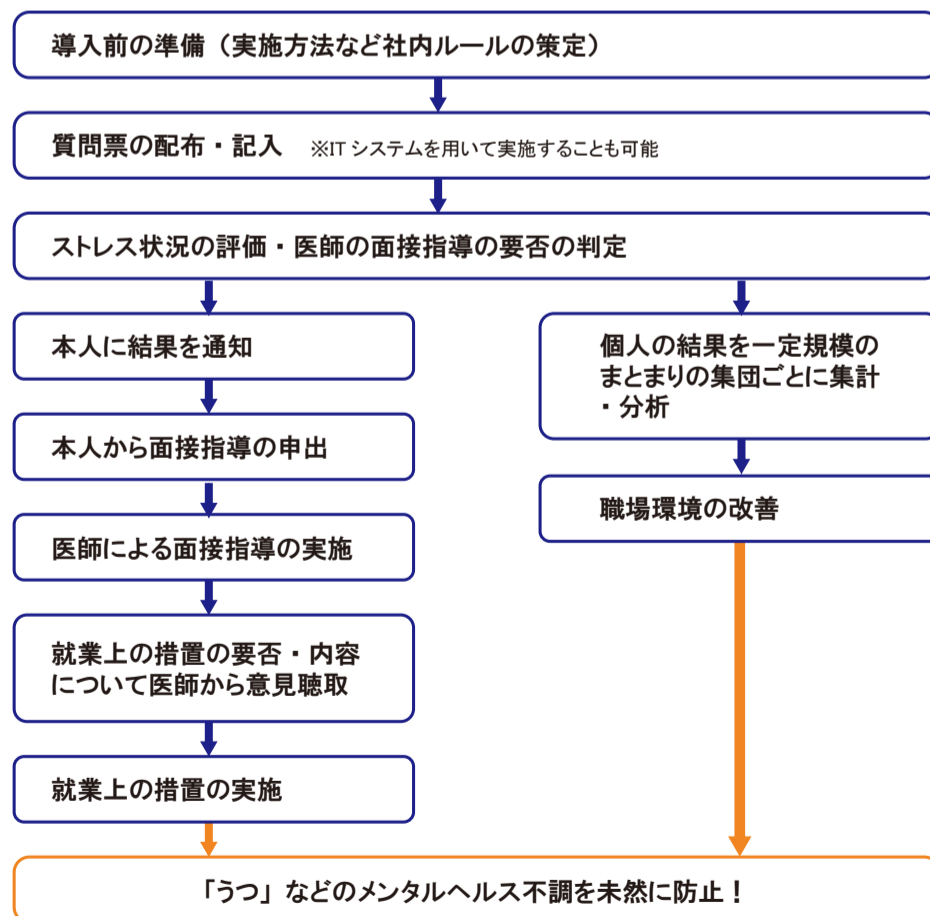 導入前の準備（実施方法など社内ルールの策定）
質問票の配布・記入　※IT システムを用いて実施することも可能
ストレス状況の評価・医師の面接指導の要否の判定
本人に結果を通知
本人から面接指導の申出
医師による面接指導の実施
就業上の措置の要否・内容
について医師から意見聴取
就業上の措置の実施
個人の結果を一定規模の
まとまりの集団ごとに集計
・分析
職場環境の改善
「うつ」などのメンタルヘルス不調を未然に防止！